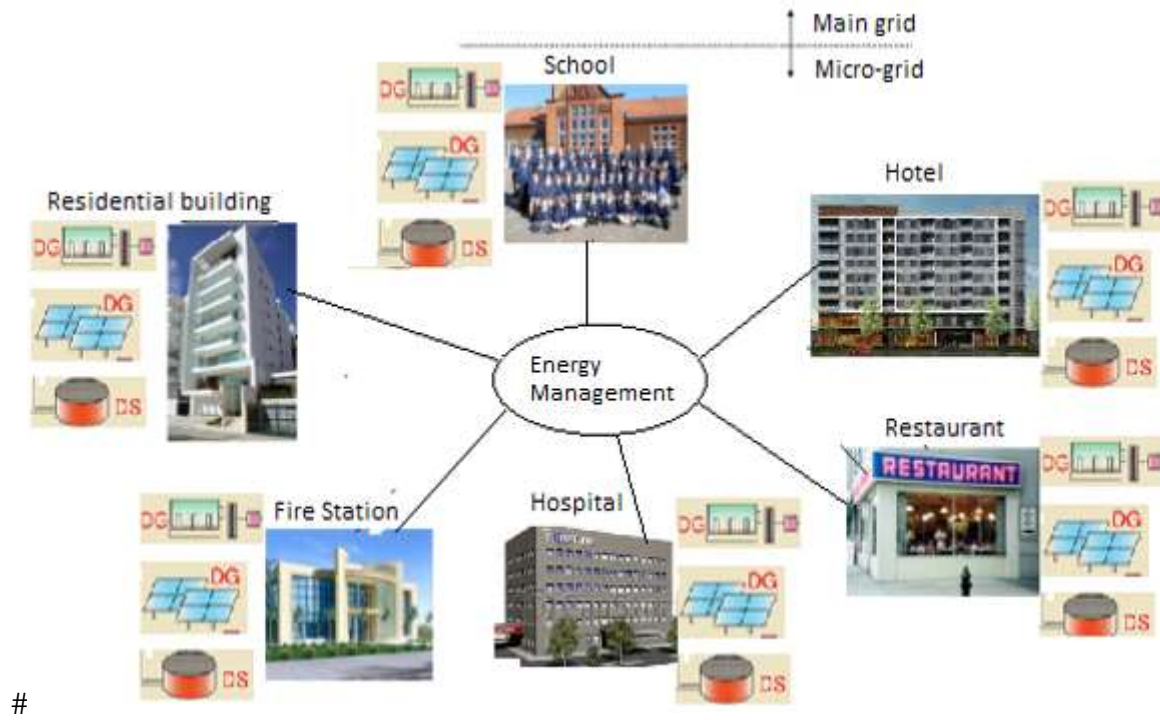 Main grid
Micro-grid
School
DG
DG
DS
Hotel
DG
DG
DS
Residential building
DG
DG
DS
Energy
Management
Restaurant
RESTAURANT
DG
DG
DS
Fire Station
DG
DG
DS
Hospital
DG
DG
DS
#